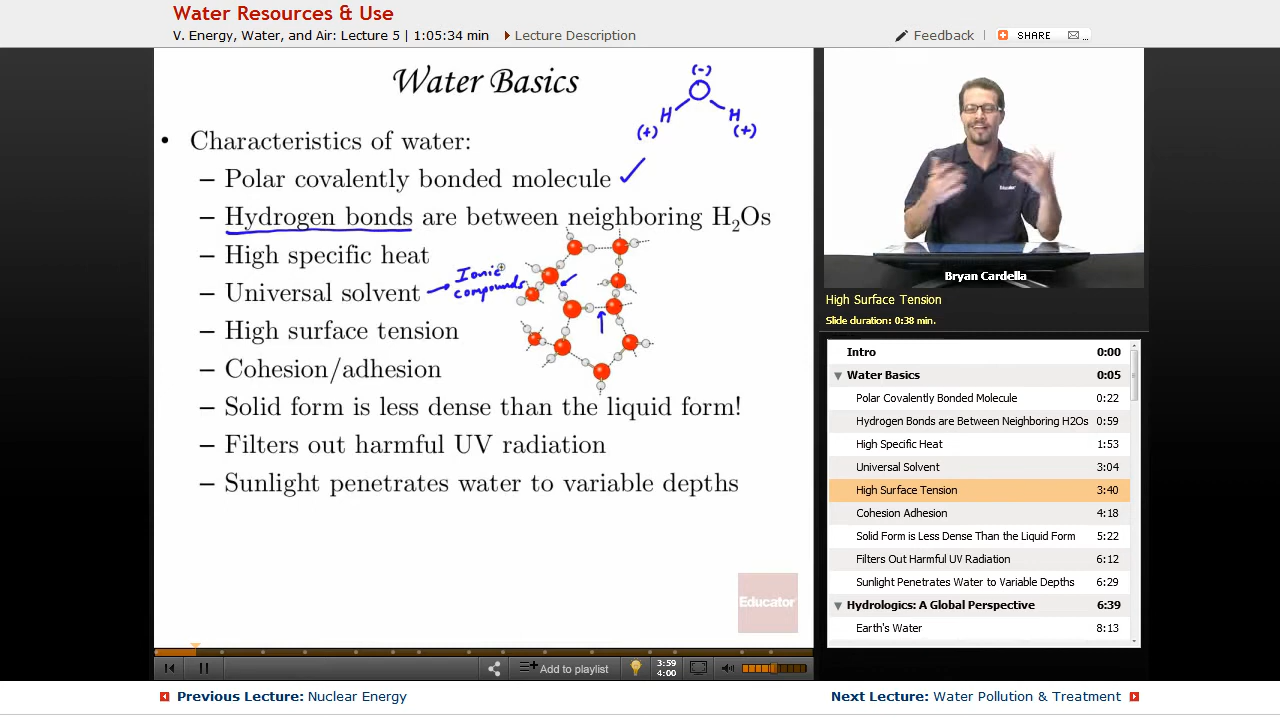 Water Resources & Use
V. Energy, Water, and Air: Lecture 5 | 1:05:34 min
Lecture Description
Feedback
SHARE
Water Basics
(-)
H
H
(+)
(+)
• Characteristics of water:
– Polar covalently bonded molecule
– Hydrogen bonds are between neighboring H₂Os
– High specific heat
– Universal solvent
Ionic
compounds
– High surface tension
– Cohesion/adhesion
– Solid form is less dense than the liquid form!
– Filters out harmful UV radiation
– Sunlight penetrates water to variable depths
Educator
Educator
Bryan Cardella
High Surface Tension
Slide duration: 0:38 min.
Intro 0:00
Water Basics 0:05
Polar Covalently Bonded Molecule 0:22
Hydrogen Bonds are Between Neighboring H2Os 0:59
High Specific Heat 1:53
Universal Solvent 3:04
High Surface Tension 3:40
Cohesion Adhesion 4:18
Solid Form is Less Dense Than the Liquid Form 5:22
Filters Out Harmful UV Radiation 6:12
Sunlight Penetrates Water to Variable Depths 6:29
Hydrologics: A Global Perspective 6:39
Earth's Water 8:13
Add to playlist
3:59
4:00
Previous Lecture: Nuclear Energy
Next Lecture: Water Pollution & Treatment